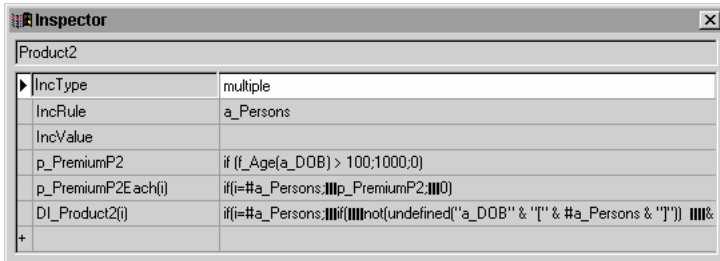 Inspector
Product2
IncType multiple
IncRule a_Persons
IncValue
p_PremiumP2 if (f_Age(a_DOB) > 100;1000;0)
p_PremiumP2Each(i) if(i=#a_Persons;||||p_PremiumP2;||||0)
DI_Product2(i) if(i=#a_Persons;||||if(||||not(undefined("a_DOB" & "[" & #a_Persons & "]")) ||||&
+